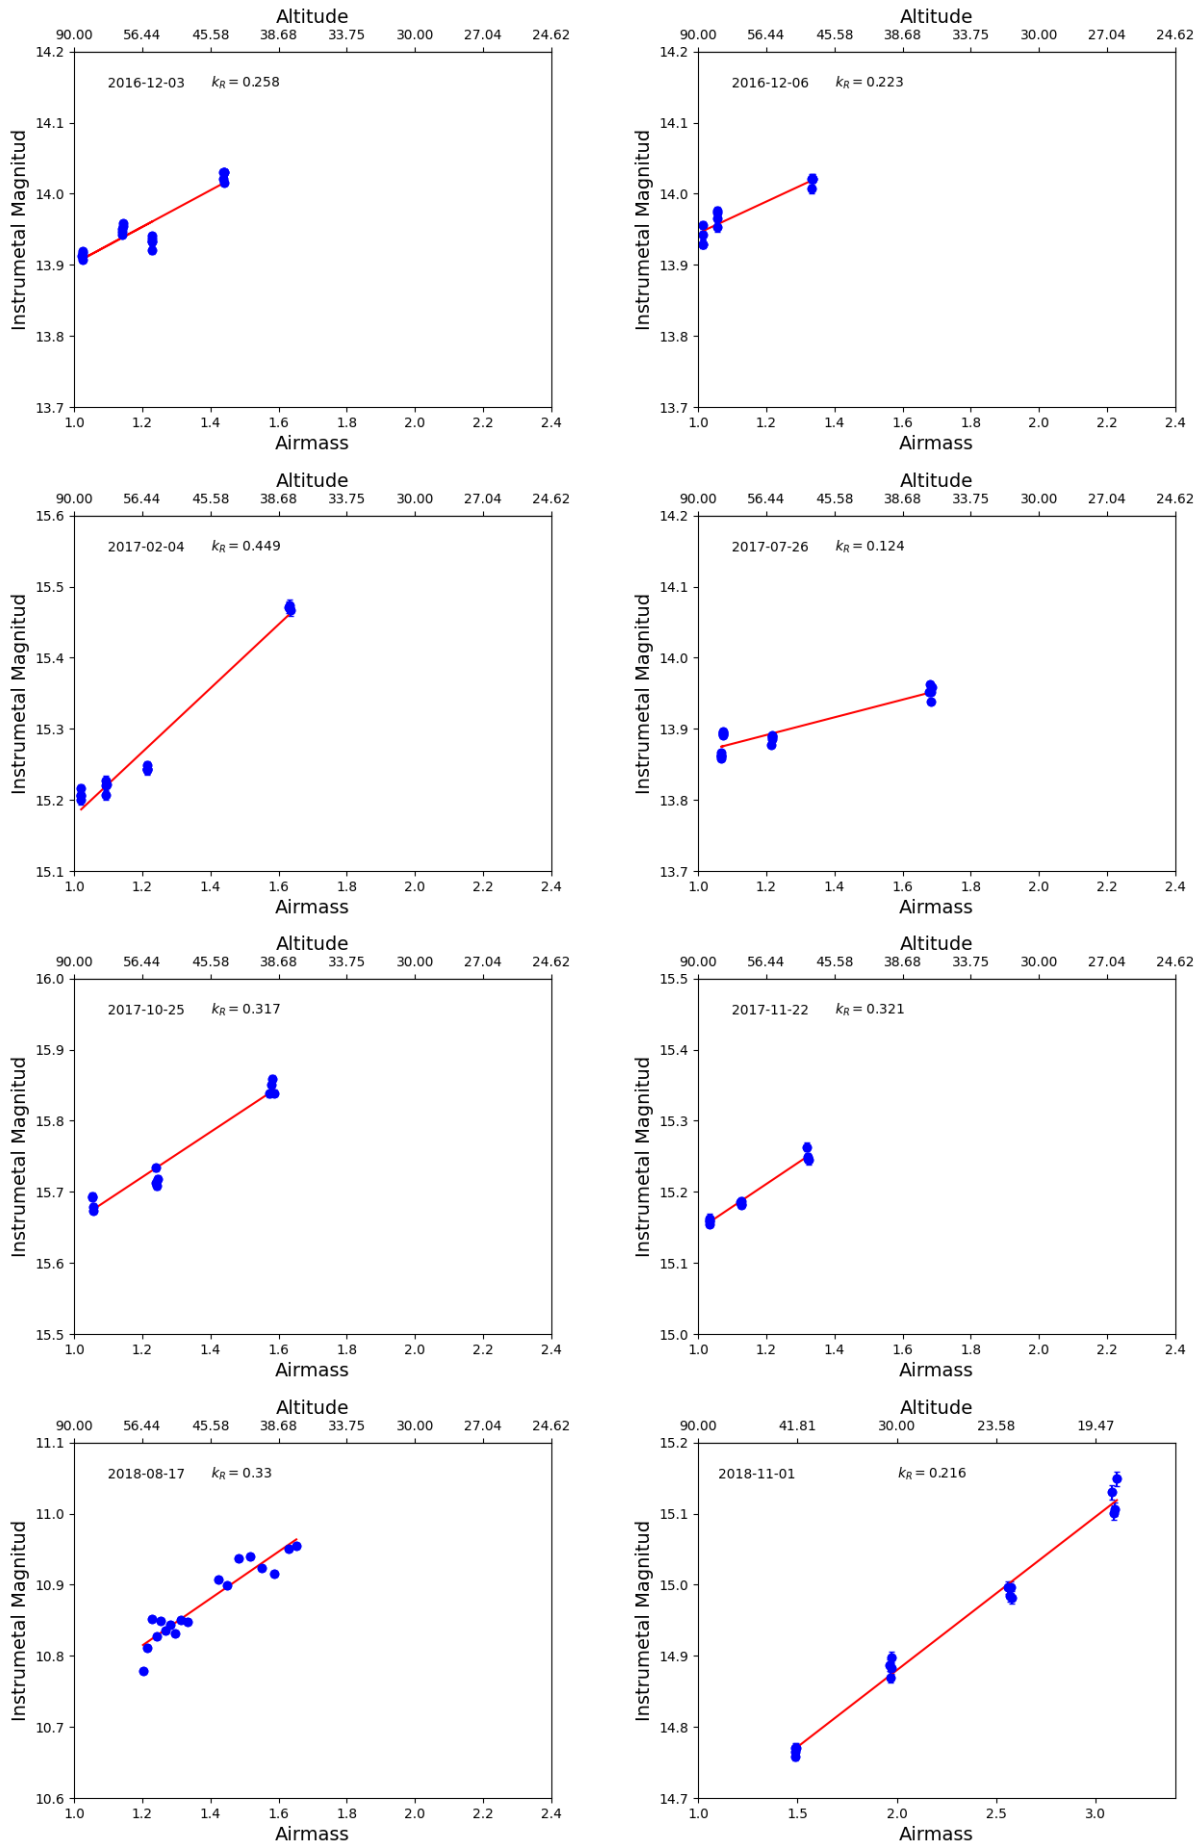 Altitude
90.00 56.44 45.58 38.68 33.75 30.00 27.04 24.62
14.2
2016-12-03 k_R = 0.258
14.1
14.0
13.9
13.8
13.7
Instrumetal Magnitud
1.0 1.2 1.4 1.6 1.8 2.0 2.2 2.4
Airmass
Altitude
90.00 56.44 45.58 38.68 33.75 30.00 27.04 24.62
14.2
2016-12-06 k_R = 0.223
14.1
14.0
13.9
13.8
13.7
Instrumetal Magnitud
1.0 1.2 1.4 1.6 1.8 2.0 2.2 2.4
Airmass
Altitude
90.00 56.44 45.58 38.68 33.75 30.00 27.04 24.62
15.6
2017-02-04 k_R = 0.449
15.5
15.4
15.3
15.2
15.1
Instrumetal Magnitud
1.0 1.2 1.4 1.6 1.8 2.0 2.2 2.4
Airmass
Altitude
90.00 56.44 45.58 38.68 33.75 30.00 27.04 24.62
14.2
2017-07-26 k_R = 0.124
14.1
14.0
13.9
13.8
13.7
Instrumetal Magnitud
1.0 1.2 1.4 1.6 1.8 2.0 2.2 2.4
Airmass
Altitude
90.00 56.44 45.58 38.68 33.75 30.00 27.04 24.62
16.0
2017-10-25 k_R = 0.317
15.9
15.8
15.7
15.6
15.5
Instrumetal Magnitud
1.0 1.2 1.4 1.6 1.8 2.0 2.2 2.4
Airmass
Altitude
90.00 56.44 45.58 38.68 33.75 30.00 27.04 24.62
15.5
2017-11-22 k_R = 0.321
15.4
15.3
15.2
15.1
15.0
Instrumetal Magnitud
1.0 1.2 1.4 1.6 1.8 2.0 2.2 2.4
Airmass
Altitude
90.00 56.44 45.58 38.68 33.75 30.00 27.04 24.62
11.1
2018-08-17 k_R = 0.33
11.0
10.9
10.8
10.7
10.6
Instrumetal Magnitud
1.0 1.2 1.4 1.6 1.8 2.0 2.2 2.4
Airmass
Altitude
90.00 41.81 30.00 23.58 19.47
15.2
2018-11-01 k_R = 0.216
15.1
15.0
14.9
14.8
14.7
Instrumetal Magnitud
1.0 1.5 2.0 2.5 3.0
Airmass